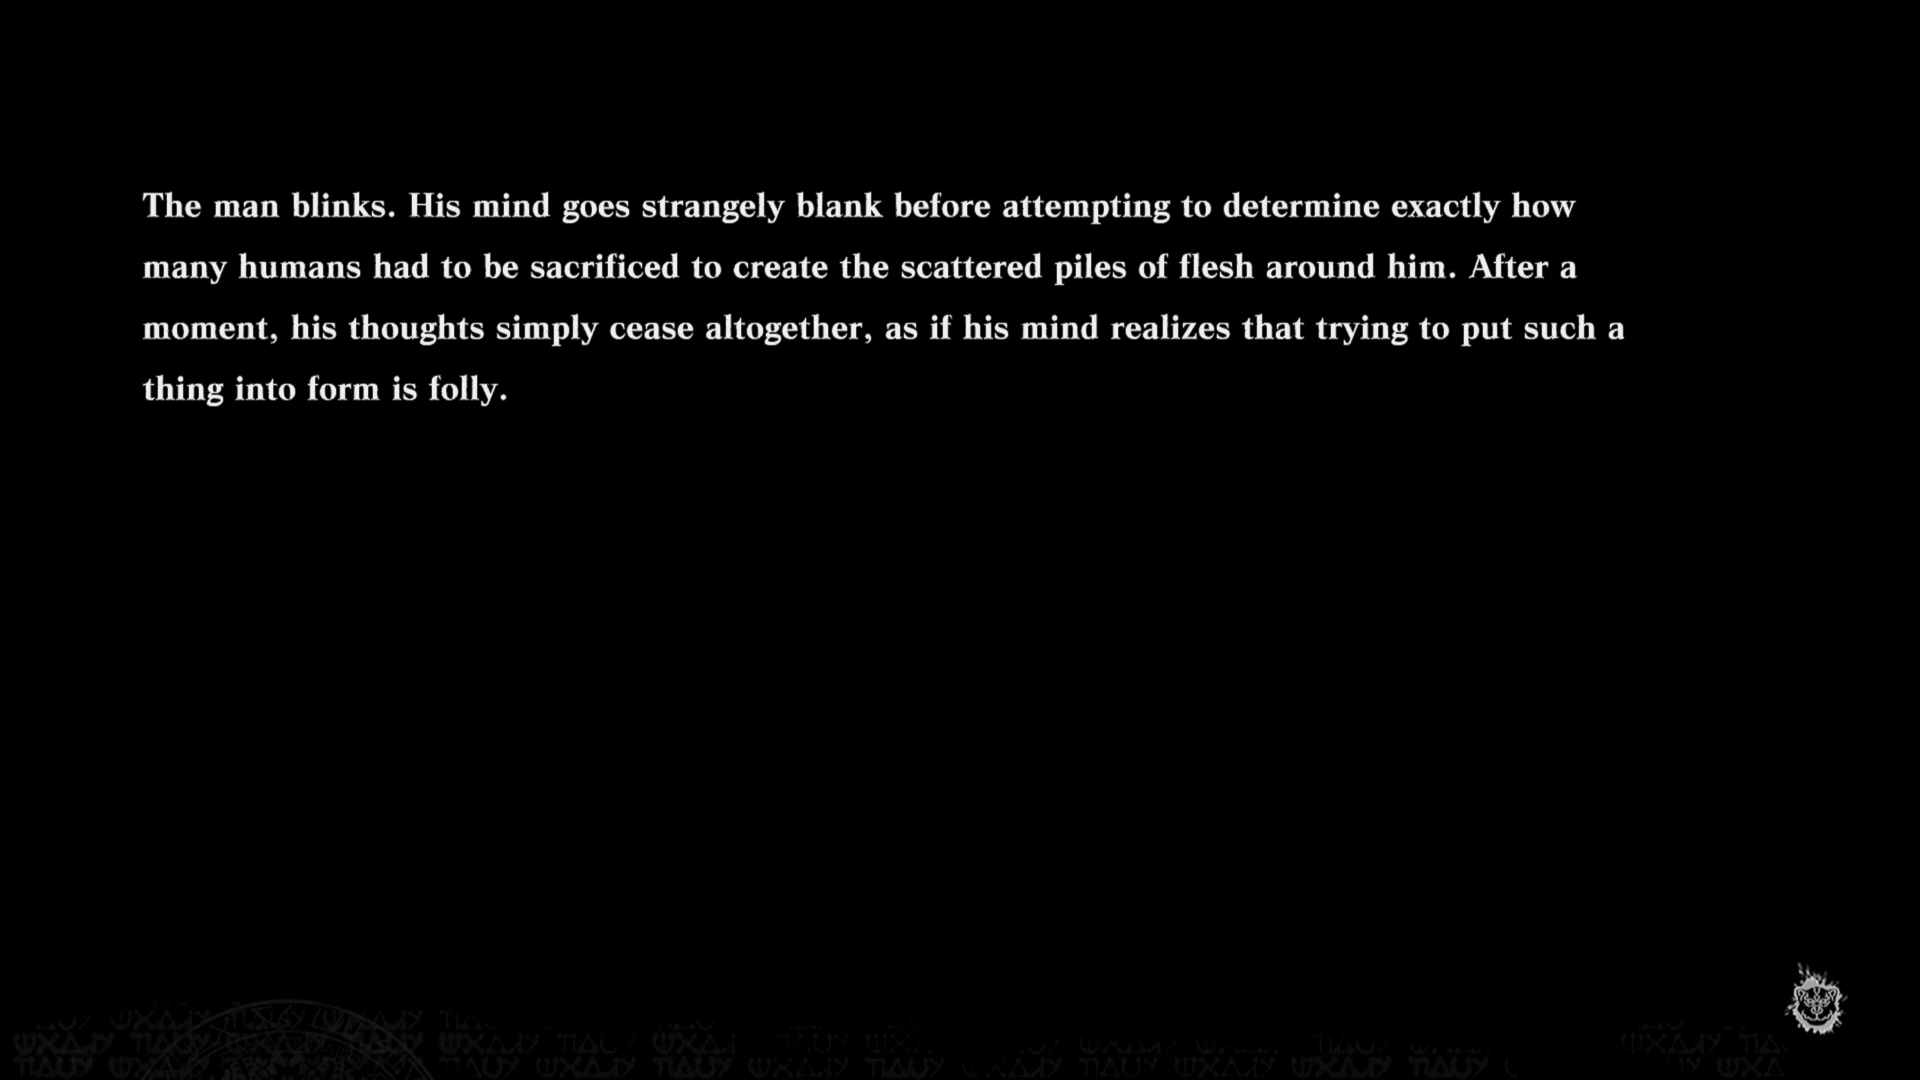 The man blinks. His mind goes strangely blank before attempting to determine exactly how
many humans had to be sacrificed to create the scattered piles of flesh around him. After a
moment, his thoughts simply cease altogether, as if his mind realizes that trying to put such a
thing into form is folly.